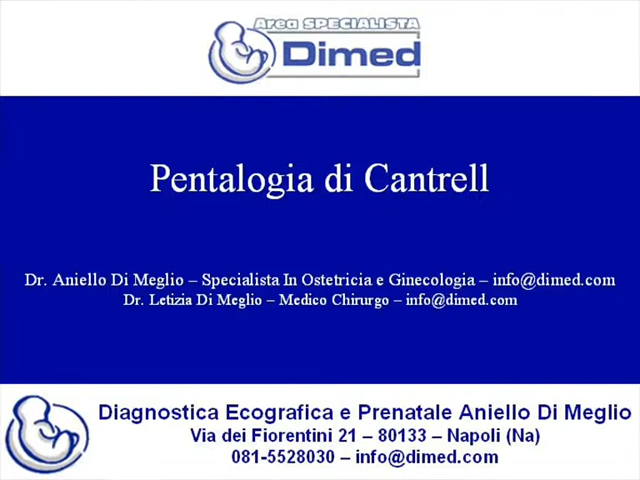 Area SPECIALISTA
Dimed
Pentalogia di Cantrell
Dr. Aniello Di Meglio – Specialista In Ostetricia e Ginecologia – info@dimed.com
Dr. Letizia Di Meglio – Medico Chirurgo – info@dimed.com
Diagnostica Ecografica e Prenatale Aniello Di Meglio
Via dei Fiorentini 21 – 80133 – Napoli (Na)
081-5528030 – info@dimed.com